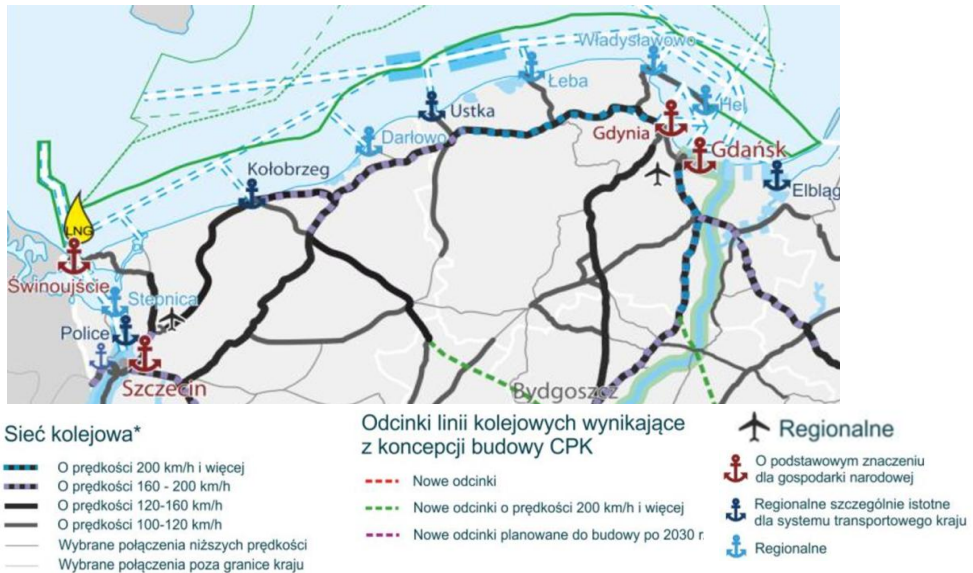 Władysławowo
Łeba
Ustka
Hel
Darłowo
Gdynia
Gdańsk
Kołobrzeg
Elbląg
LNG
Świnoujście
Stepnica
Police
Szczecin
Bydgoszcz
Sieć kolejowa*
O prędkości 200 km/h i więcej
O prędkości 160 - 200 km/h
O prędkości 120-160 km/h
O prędkości 100-120 km/h
Wybrane połączenia niższych prędkości
Wybrane połączenia poza granice kraju
Odcinki linii kolejowych wynikające
z koncepcji budowy CPK
Nowe odcinki
Nowe odcinki o prędkości 200 km/h i więcej
Nowe odcinki planowane do budowy po 2030 r.
Regionalne
O podstawowym znaczeniu
dla gospodarki narodowej
Regionalne szczególnie istotne
dla systemu transportowego kraju
Regionalne